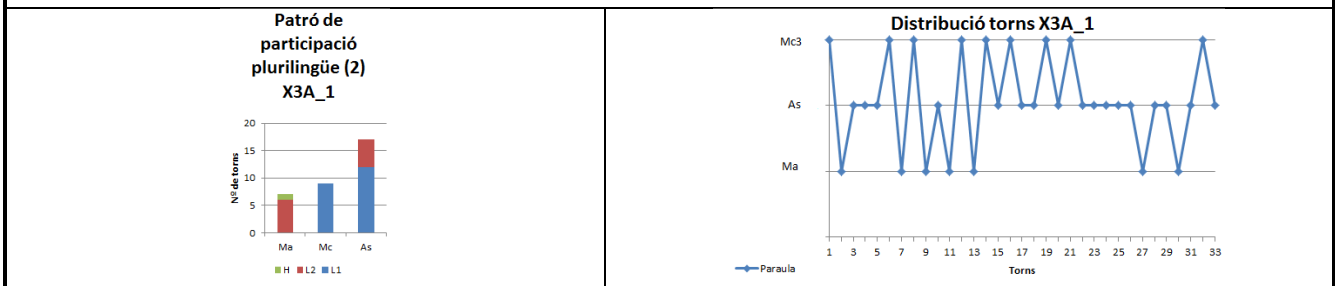 Patró de
participació
plurilingüe (2)
X3A_1
20
15
10
5
0
Nº de torns
Ma Mc As
H L2 L1
Distribució torns X3A_1
Mc3
As
Ma
1 3 5 7 9 11 13 15 17 19 21 23 25 27 29 31 33
Paraula
Torns